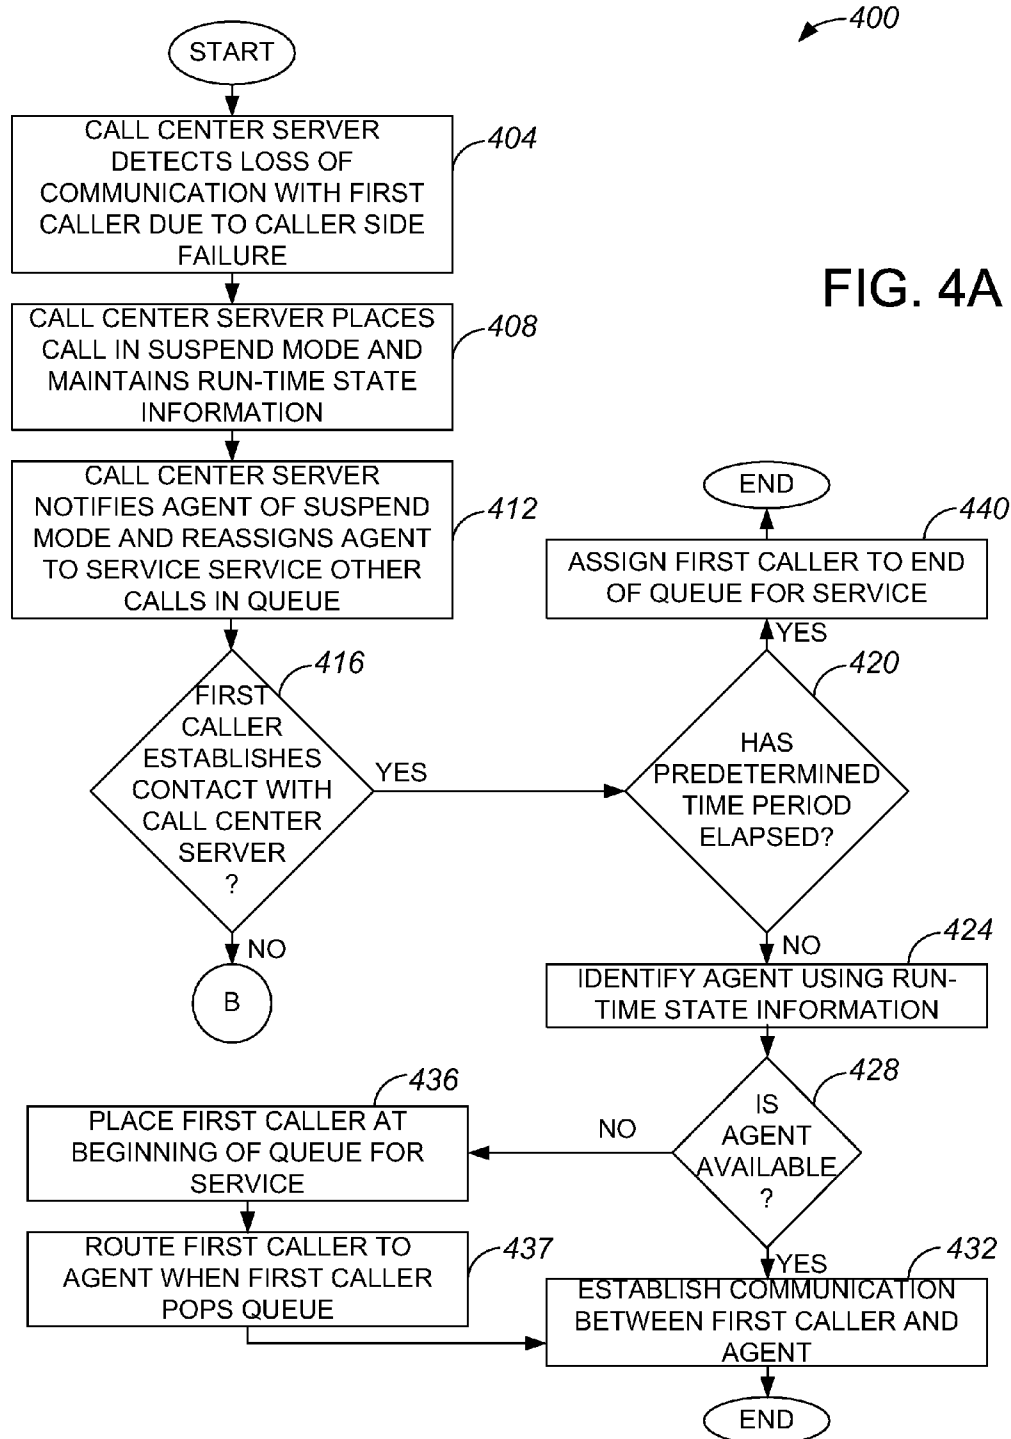 400
START
CALL CENTER SERVER
DETECTS LOSS OF
COMMUNICATION WITH FIRST
CALLER DUE TO CALLER SIDE
FAILURE
404
FIG. 4A
CALL CENTER SERVER PLACES
CALL IN SUSPEND MODE AND
MAINTAINS RUN-TIME STATE
INFORMATION
408
CALL CENTER SERVER
NOTIFIES AGENT OF SUSPEND
MODE AND REASSIGNS AGENT
TO SERVICE SERVICE OTHER
CALLS IN QUEUE
412
END
440
ASSIGN FIRST CALLER TO END
OF QUEUE FOR SERVICE
YES
416
FIRST
CALLER
ESTABLISHES
CONTACT WITH
CALL CENTER
SERVER
?
YES
420
HAS
PREDETERMINED
TIME PERIOD
ELAPSED?
NO
B
NO
424
IDENTIFY AGENT USING RUN-
TIME STATE INFORMATION
428
IS
AGENT
AVAILABLE
?
NO
436
PLACE FIRST CALLER AT
BEGINNING OF QUEUE FOR
SERVICE
437
ROUTE FIRST CALLER TO
AGENT WHEN FIRST CALLER
POPS QUEUE
YES
432
ESTABLISH COMMUNICATION
BETWEEN FIRST CALLER AND
AGENT
END